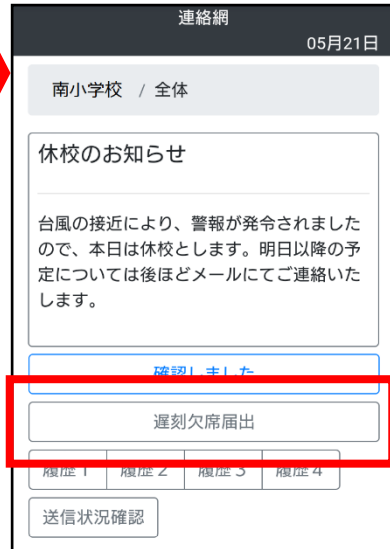 連絡網
05月21日
南小学校 / 全体
休校のお知らせ
台風の接近により、警報が発令されました
ので、本日は休校とします。明日以降の予
定については後ほどメールにてご連絡いた
します。
確認しました
遅刻欠席届出
履歴1 履歴2 履歴3 履歴4
送信状況確認